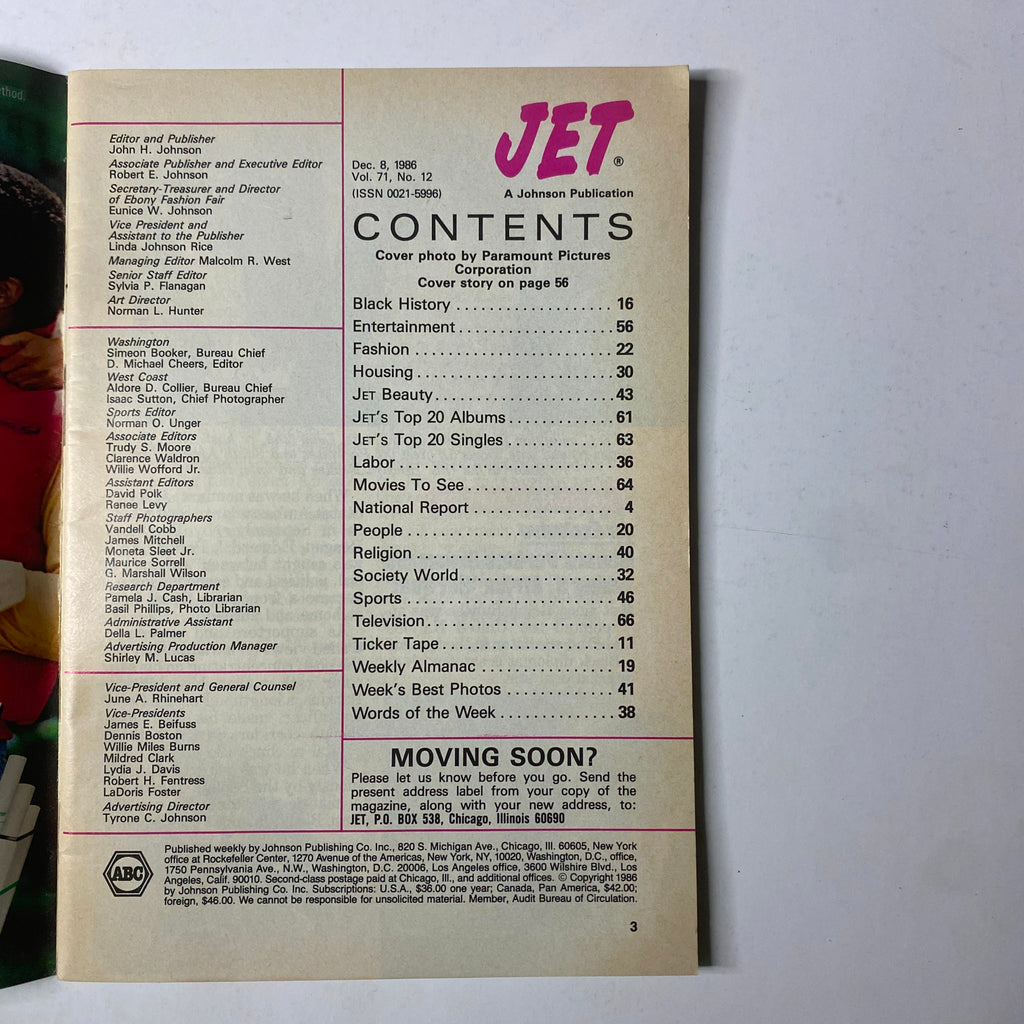 thod.
Editor and Publisher
John H. Johnson
Associate Publisher and Executive Editor
Robert E. Johnson
Secretary-Treasurer and Director
of Ebony Fashion Fair
Eunice W. Johnson
Vice President and
Assistant to the Publisher
Linda Johnson Rice
Managing Editor Malcolm R. West
Senior Staff Editor
Sylvia P. Flanagan
Art Director
Norman L. Hunter
Washington
Simeon Booker, Bureau Chief
D. Michael Cheers, Editor
West Coast
Aldore D. Collier, Bureau Chief
Isaac Sutton, Chief Photographer
Sports Editor
Norman O. Unger
Associate Editors
Trudy S. Moore
Clarence Waldron
Willie Wofford Jr.
Assistant Editors
David Polk
Renee Levy
Staff Photographers
Vandell Cobb
James Mitchell
Moneta Sleet Jr.
Maurice Sorrell
G. Marshall Wilson
Research Department
Pamela J. Cash, Librarian
Basil Phillips, Photo Librarian
Administrative Assistant
Della L. Palmer
Advertising Production Manager
Shirley M. Lucas
Vice-President and General Counsel
June A. Rhinehart
Vice-Presidents
James E. Beifuss
Dennis Boston
Willie Miles Burns
Mildred Clark
Lydia J. Davis
Robert H. Fentress
LaDoris Foster
Advertising Director
Tyrone C. Johnson
JET®
Dec. 8, 1986
Vol. 71, No. 12
(ISSN 0021-5996)
A Johnson Publication
CONTENTS
Cover photo by Paramount Pictures
Corporation
Cover story on page 56
Black History . . . . . . . . . . . . . . . . . . . 16
Entertainment . . . . . . . . . . . . . . . . . . . 56
Fashion . . . . . . . . . . . . . . . . . . . . . . . . 22
Housing . . . . . . . . . . . . . . . . . . . . . . . . 30
JET Beauty . . . . . . . . . . . . . . . . . . . . . . 43
JET's Top 20 Albums . . . . . . . . . . . . . 61
JET's Top 20 Singles . . . . . . . . . . . . . 63
Labor . . . . . . . . . . . . . . . . . . . . . . . . . . 36
Movies To See . . . . . . . . . . . . . . . . . . 64
National Report . . . . . . . . . . . . . . . . . 4
People . . . . . . . . . . . . . . . . . . . . . . . . . 20
Religion . . . . . . . . . . . . . . . . . . . . . . . . 40
Society World . . . . . . . . . . . . . . . . . . . 32
Sports . . . . . . . . . . . . . . . . . . . . . . . . . 46
Television . . . . . . . . . . . . . . . . . . . . . . 66
Ticker Tape . . . . . . . . . . . . . . . . . . . . . 11
Weekly Almanac . . . . . . . . . . . . . . . . . 19
Week's Best Photos . . . . . . . . . . . . . . 41
Words of the Week . . . . . . . . . . . . . . . 38
MOVING SOON?
Please let us know before you go. Send the
present address label from your copy of the
magazine, along with your new address, to:
JET, P.O. BOX 538, Chicago, Illinois 60690
ABC
Published weekly by Johnson Publishing Co. Inc., 820 S. Michigan Ave., Chicago, Ill. 60605, New York
office at Rockefeller Center, 1270 Avenue of the Americas, New York, NY, 10020, Washington, D.C., office,
1750 Pennsylvania Ave., N.W., Washington, D.C. 20006, Los Angeles office, 3600 Wilshire Blvd., Los
Angeles, Calif. 90010. Second-class postage paid at Chicago, Ill., and additional offices. © Copyright 1986
by Johnson Publishing Co. Inc. Subscriptions: U.S.A., $36.00 one year; Canada, Pan America, $42.00;
foreign, $46.00. We cannot be responsible for unsolicited material. Member, Audit Bureau of Circulation.
3